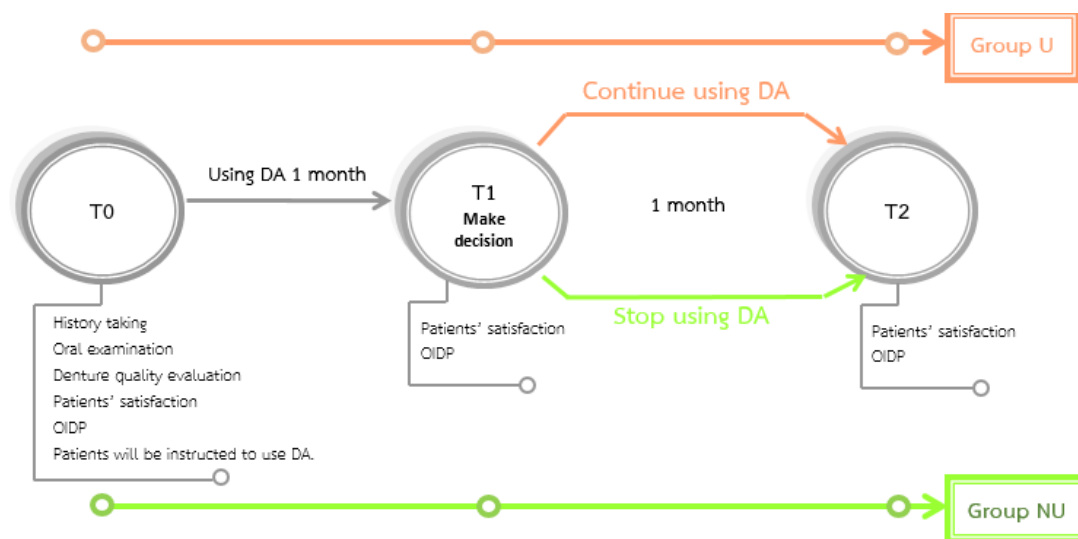 Group U
Continue using DA
Using DA 1 month
T0
T1
Make
decision
1 month
T2
Stop using DA
History taking
Oral examination
Denture quality evaluation
Patients' satisfaction
OIDP
Patients will be instructed to use DA.
Patients' satisfaction
OIDP
Patients' satisfaction
OIDP
Group NU